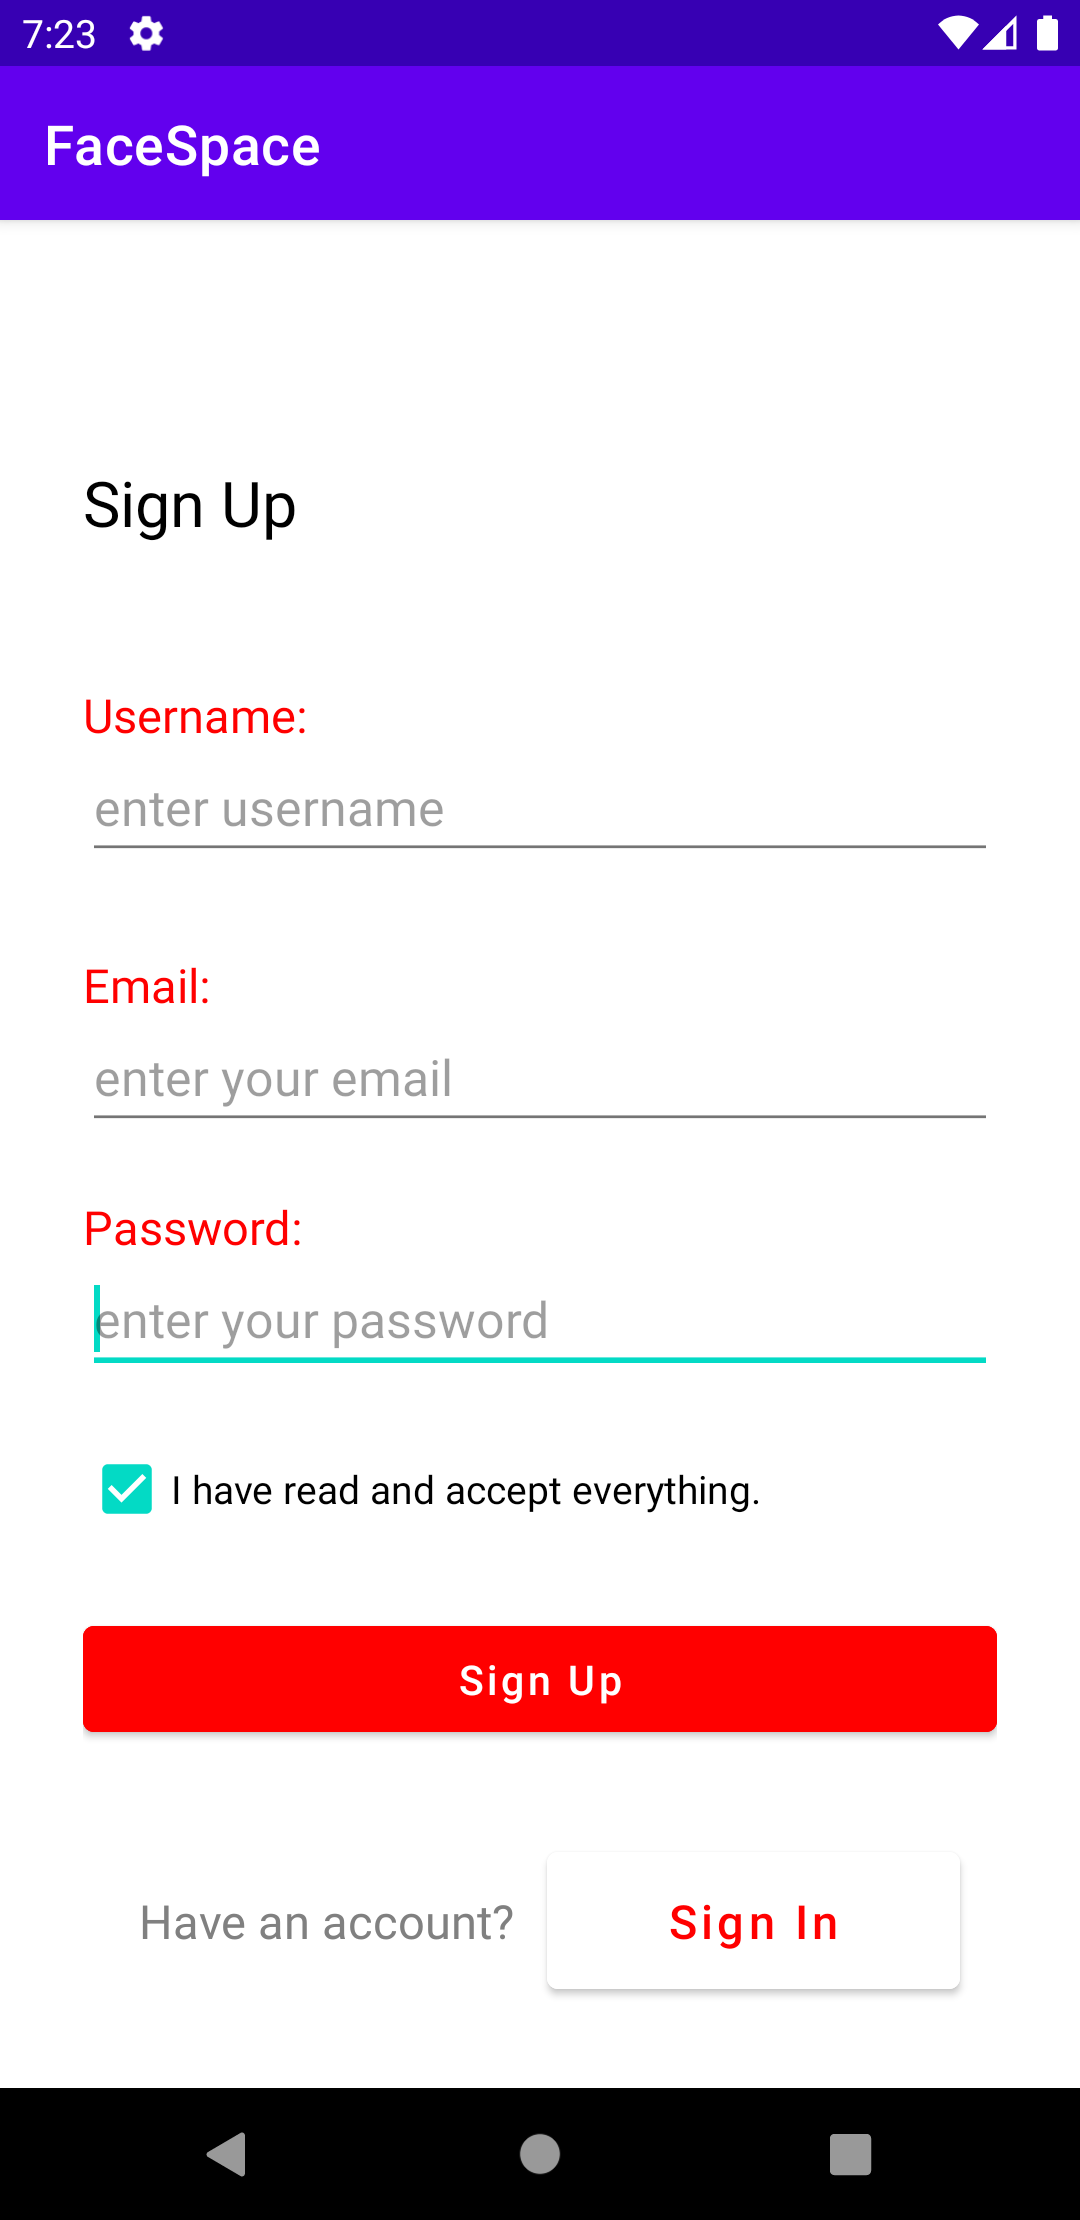 7:23
FaceSpace
Sign Up
Username:
enter username
Email:
enter your email
Password:
enter your password
I have read and accept everything.
Sign Up
Have an account?
Sign In